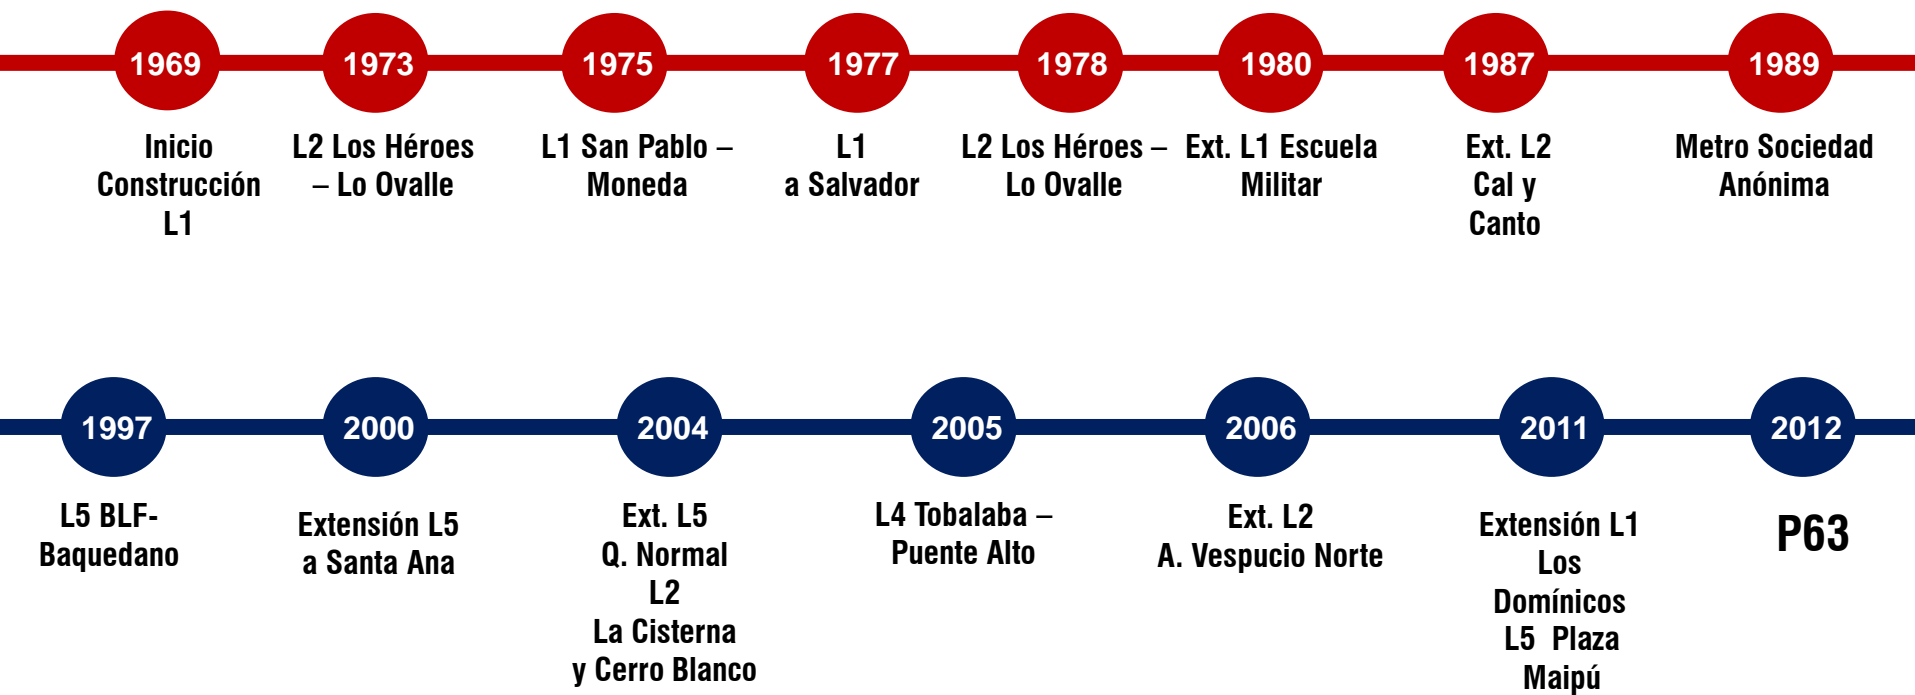 1969
Inicio
Construcción
L1
1973
L2 Los Héroes
– Lo Ovalle
1975
L1 San Pablo –
Moneda
1977
L1
a Salvador
1978
L2 Los Héroes –
Lo Ovalle
1980
Ext. L1 Escuela
Militar
1987
Ext. L2
Cal y
Canto
1989
Metro Sociedad
Anónima
1997
L5 BLF-
Baquedano
2000
Extensión L5
a Santa Ana
2004
Ext. L5
Q. Normal
L2
La Cisterna
y Cerro Blanco
2005
L4 Tobalaba –
Puente Alto
2006
Ext. L2
A. Vespucio Norte
2011
Extensión L1
Los
Domínicos
L5 Plaza
Maipú
2012
P63